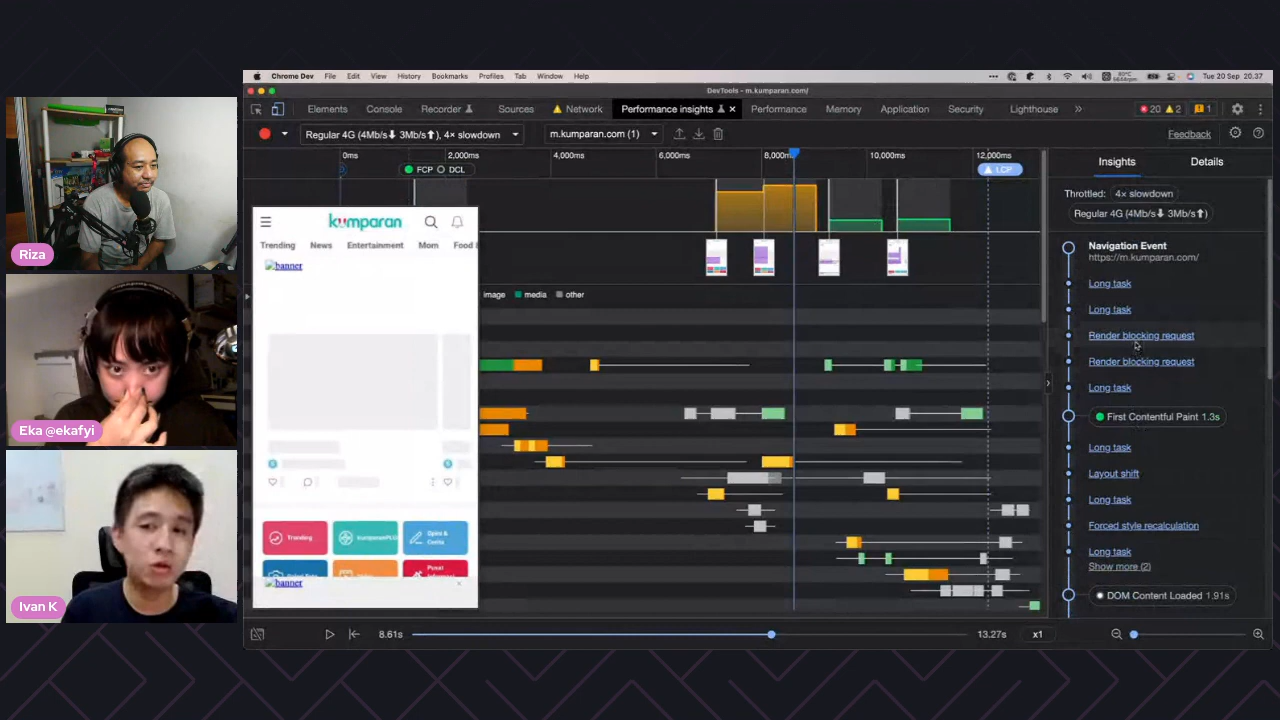 Riza
Eka @ekafyi
Ivan K
Chrome Dev File Edit View History Bookmarks Profiles Tab Window Help
Tue 20 Sep 20.37
DevTools - m.kumparan.com/
Elements Console Recorder Sources Network Performance insights Performance Memory Application Security Lighthouse
20 2 1
Regular 4G (4Mb/s⬇ 3Mb/s⬆), 4× slowdown
m.kumparan.com (1)
Feedback
0ms 2,000ms 4,000ms 6,000ms 8,000ms 10,000ms 12,000ms
FCP DCL LCP
kumparan
Trending News Entertainment Mom Food
banner
image media other
Trending
Opini & Cerita
banner
Insights Details
Throttled: 4× slowdown
Regular 4G (4Mb/s⬇ 3Mb/s⬆)
Navigation Event
https://m.kumparan.com/
Long task
Long task
Render blocking request
Render blocking request
Long task
First Contentful Paint 1.3s
Long task
Layout shift
Long task
Forced style recalculation
Long task
Show more (2)
DOM Content Loaded 1.91s
8.61s 13.27s x1